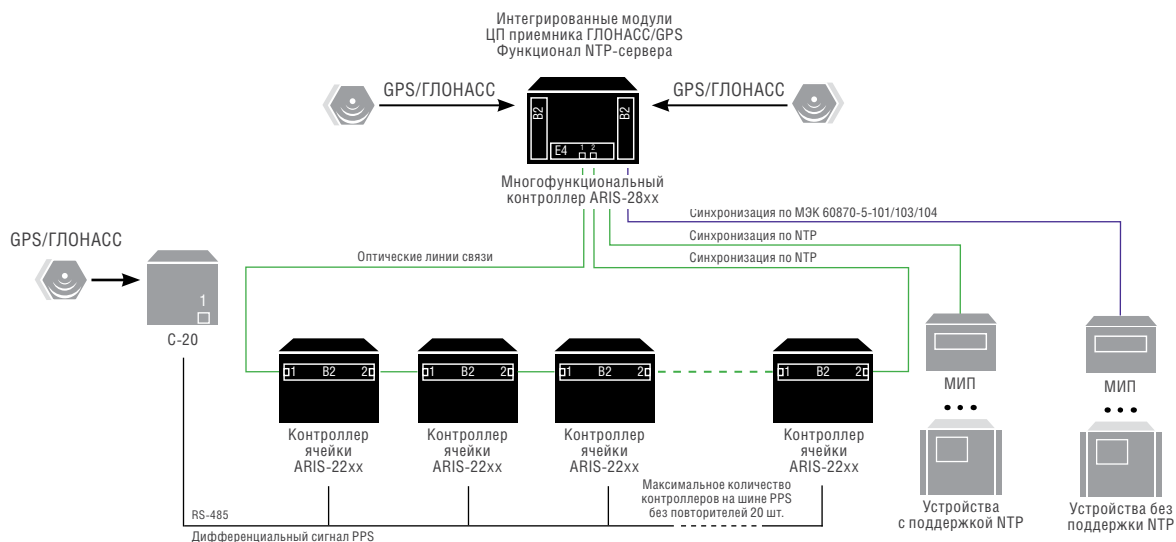 Интегрированные модули
ЦП приемника ГЛОНАСС/GPS
Функционал NTP-сервера
GPS/ГЛОНАСС
GPS/ГЛОНАСС
B2
B2
E4
1 2
Многофункциональный
контроллер ARIS-28xx
Синхронизация по МЭК 60870-5-101/103/104
Синхронизация по NTP
Синхронизация по NTP
Оптические линии связи
GPS/ГЛОНАСС
1
С-20
1 B2 2
1 B2 2
1 B2 2
1 B2 2
Контроллер
ячейки
ARIS-22xx
Контроллер
ячейки
ARIS-22xx
Контроллер
ячейки
ARIS-22xx
Контроллер
ячейки
ARIS-22xx
МИП
МИП
Устройства
с поддержкой NTP
Устройства без
поддержки NTP
Максимальное количество
контроллеров на шине PPS
без повторителей 20 шт.
RS-485
Дифференциальный сигнал PPS